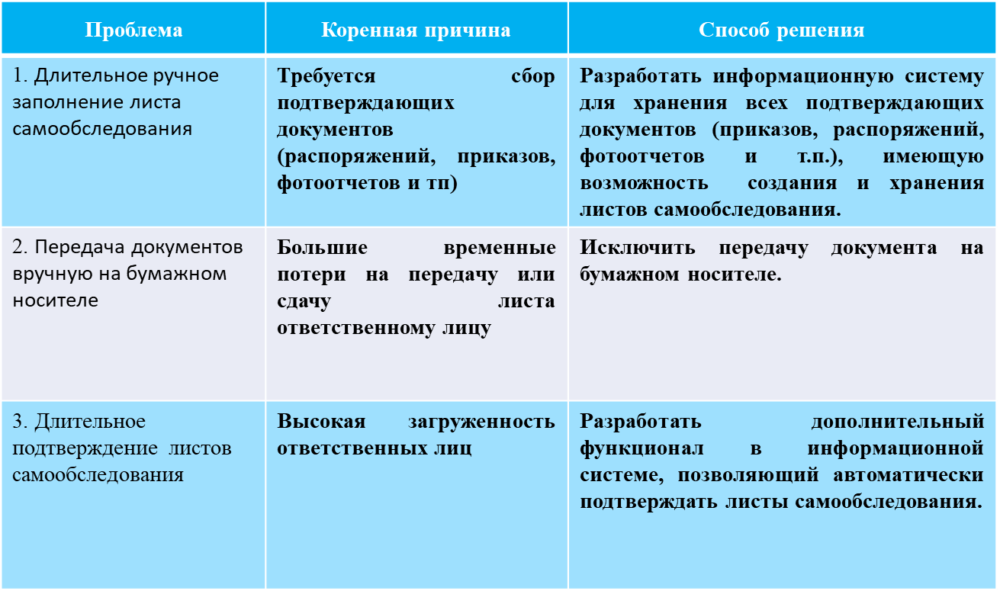 Проблема
Коренная причина
Способ решения
1. Длительное ручное
заполнение листа
самообследования
Требуется сбор
подтверждающих
документов
(распоряжений, приказов,
фотоотчетов и тп)
Разработать информационную систему
для хранения всех подтверждающих
документов (приказов, распоряжений,
фотоотчетов и т.п.), имеющую
возможность создания и хранения
листов самообследования.
2. Передача документов
вручную на бумажном
носителе
Большие временные
потери на передачу или
сдачу листа
ответственному лицу
Исключить передачу документа на
бумажном носителе.
3. Длительное
подтверждение листов
самообследования
Высокая загруженность
ответственных лиц
Разработать дополнительный
функционал в информационной
системе, позволяющий автоматически
подтверждать листы самообследования.